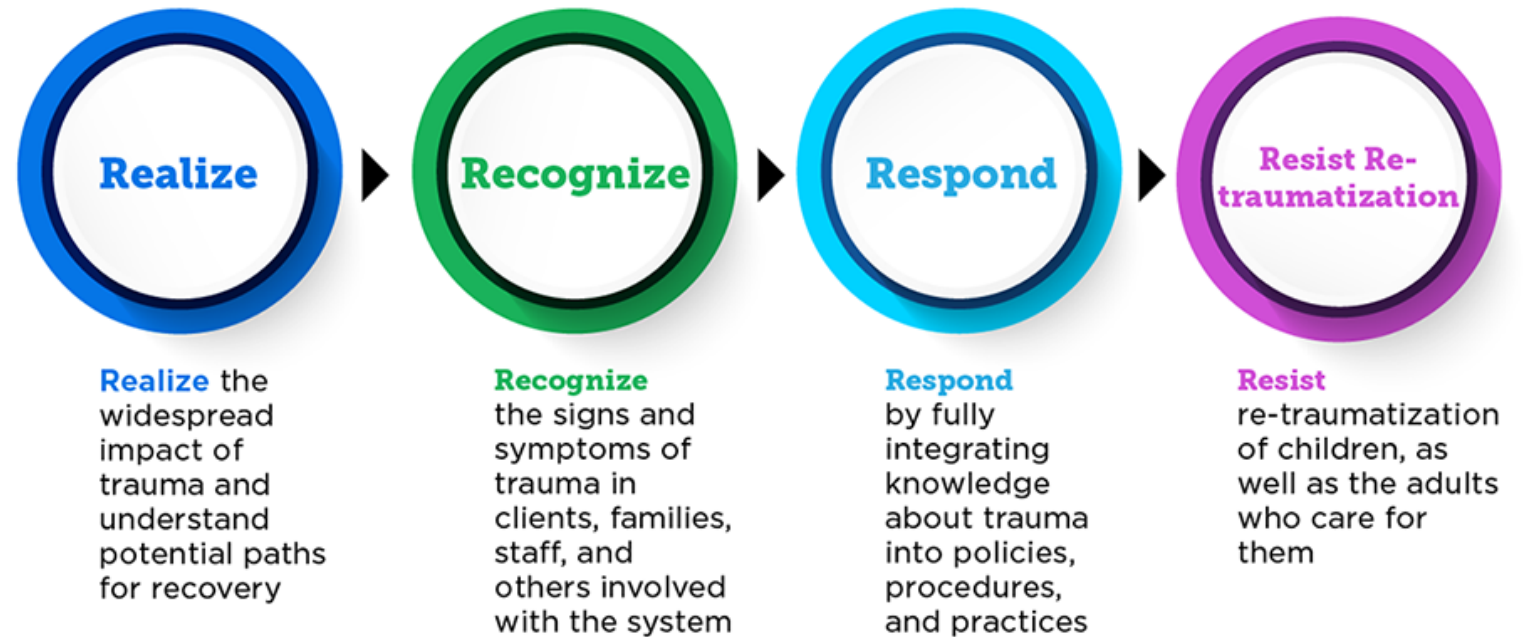 Realize
Recognize
Respond
Resist Re-
traumatization
Realize the
widespread
impact of
trauma and
understand
potential paths
for recovery
Recognize
the signs and
symptoms of
trauma in
clients, families,
staff, and
others involved
with the system
Respond
by fully
integrating
knowledge
about trauma
into policies,
procedures,
and practices
Resist
re-traumatization
of children, as
well as the adults
who care for
them